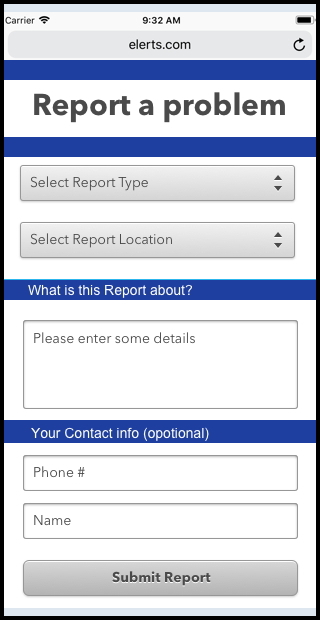 Carrier 9:32 AM
elerts.com
Report a problem
Select Report Type
Select Report Location
What is this Report about?
Please enter some details
Your Contact info (opotional)
Phone #
Name
Submit Report